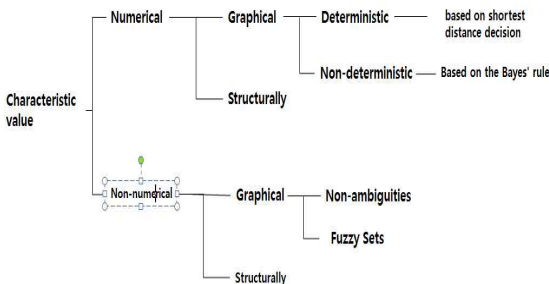 Numerical
Graphical
Deterministic
based on shortest
distance decision
Non-deterministic
Based on the Bayes' rule
Structurally
Characteristic
value
Non-numerical
Graphical
Non-ambiguities
Fuzzy Sets
Structurally